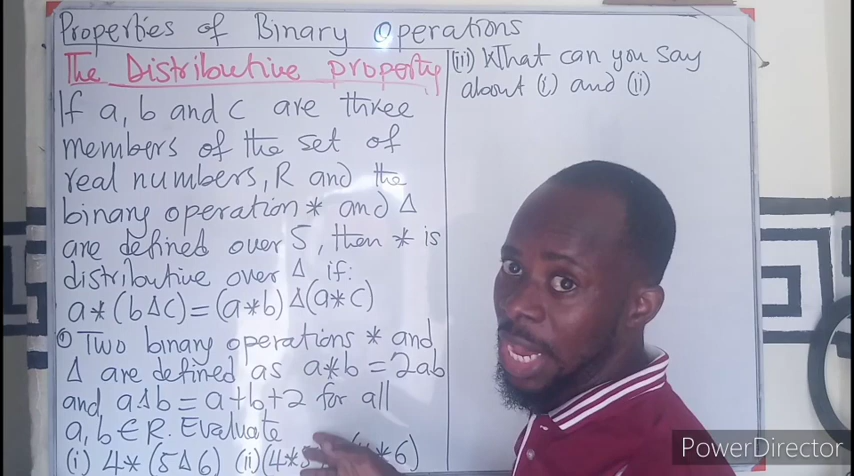 Properties of Binary Operations
The Distributive property
If a, b and c are three
members of the set of
real numbers, R and the
binary operation * and Δ
are defined over S, then * is
distributive over Δ if:
a*(bΔc)=(a*b)Δ(a*c)
① Two binary operations * and
Δ are defined as a*b = 2ab
and aΔb = a+b+2 for all
a, b ∈ R. Evaluate
(i) 4*(5Δ6) (ii)(4*5 *6)
(iii) What can you say
about (i) and (ii)
PowerDirector